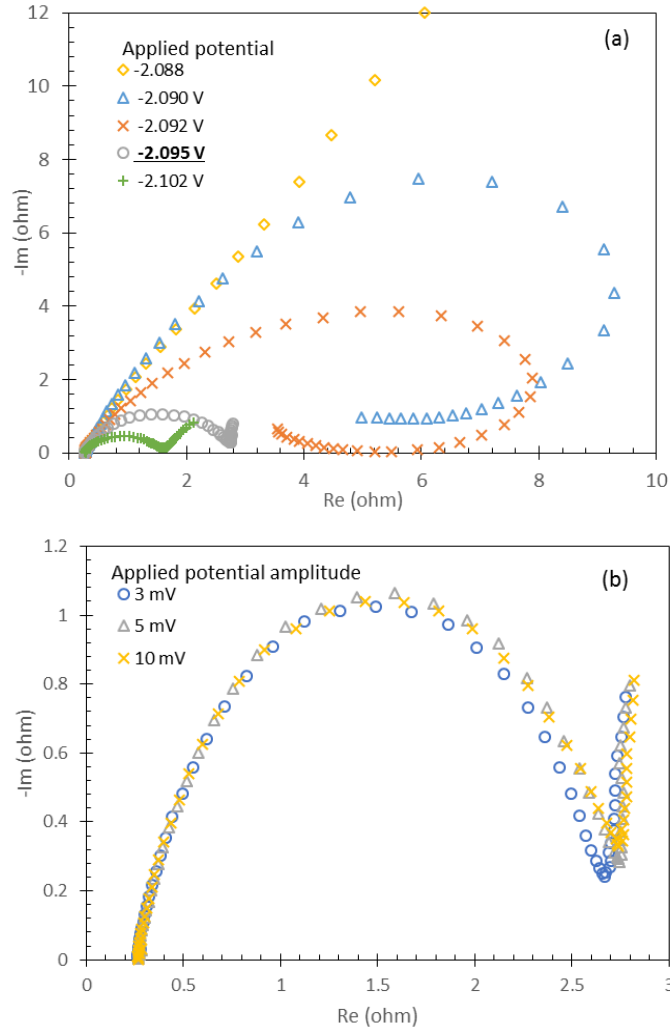 12
10
8
6
4
2
0
-Im (ohm)
Applied potential
-2.088
-2.090 V
-2.092 V
-2.095 V
-2.102 V
(a)
0 2 4 6 8 10
Re (ohm)
1.2
1
0.8
0.6
0.4
0.2
0
-Im (ohm)
Applied potential amplitude
3 mV
5 mV
10 mV
(b)
0 0.5 1 1.5 2 2.5 3
Re (ohm)